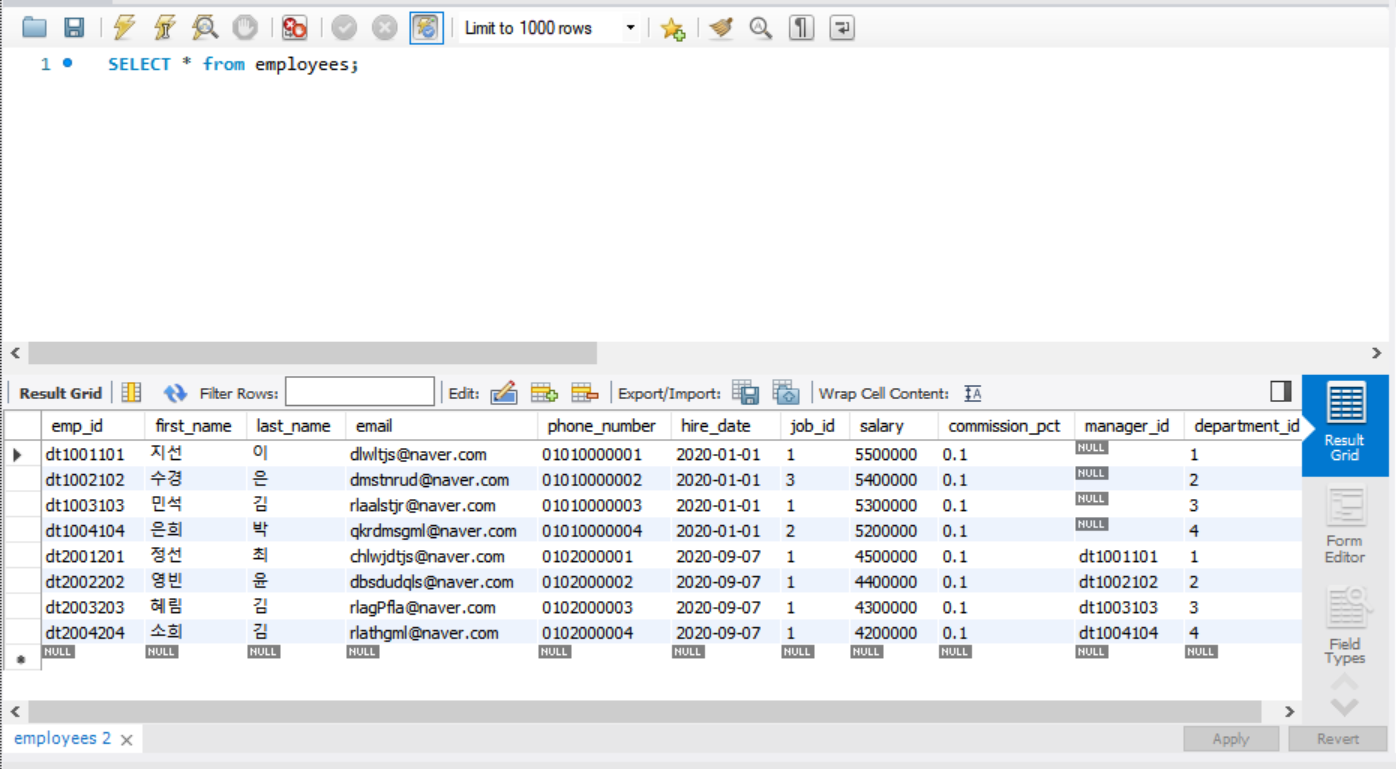 Limit to 1000 rows
1 SELECT * from employees;
Result Grid Filter Rows: Edit: Export/Import: Wrap Cell Content:
emp_id first_name last_name email phone_number hire_date job_id salary commission_pct manager_id department_id
dt1001101 지선 이 dlwltjs@naver.com 01010000001 2020-01-01 1 5500000 0.1 NULL 1
dt1002102 수경 은 dmstnrud@naver.com 01010000002 2020-01-01 3 5400000 0.1 NULL 2
dt1003103 민석 김 rlaalstjr@naver.com 01010000003 2020-01-01 1 5300000 0.1 NULL 3
dt1004104 은희 박 qkrdmsgml@naver.com 01010000004 2020-01-01 2 5200000 0.1 NULL 4
dt2001201 정선 최 chlwjdtjs@naver.com 0102000001 2020-09-07 1 4500000 0.1 dt1001101 1
dt2002202 영빈 윤 dbsdudqls@naver.com 0102000002 2020-09-07 1 4400000 0.1 dt1002102 2
dt2003203 혜림 김 rlagPfla@naver.com 0102000003 2020-09-07 1 4300000 0.1 dt1003103 3
dt2004204 소희 김 rlathgml@naver.com 0102000004 2020-09-07 1 4200000 0.1 dt1004104 4
NULL NULL NULL NULL NULL NULL NULL NULL NULL NULL NULL
Result
Grid
Form
Editor
Field
Types
employees 2
Apply Revert